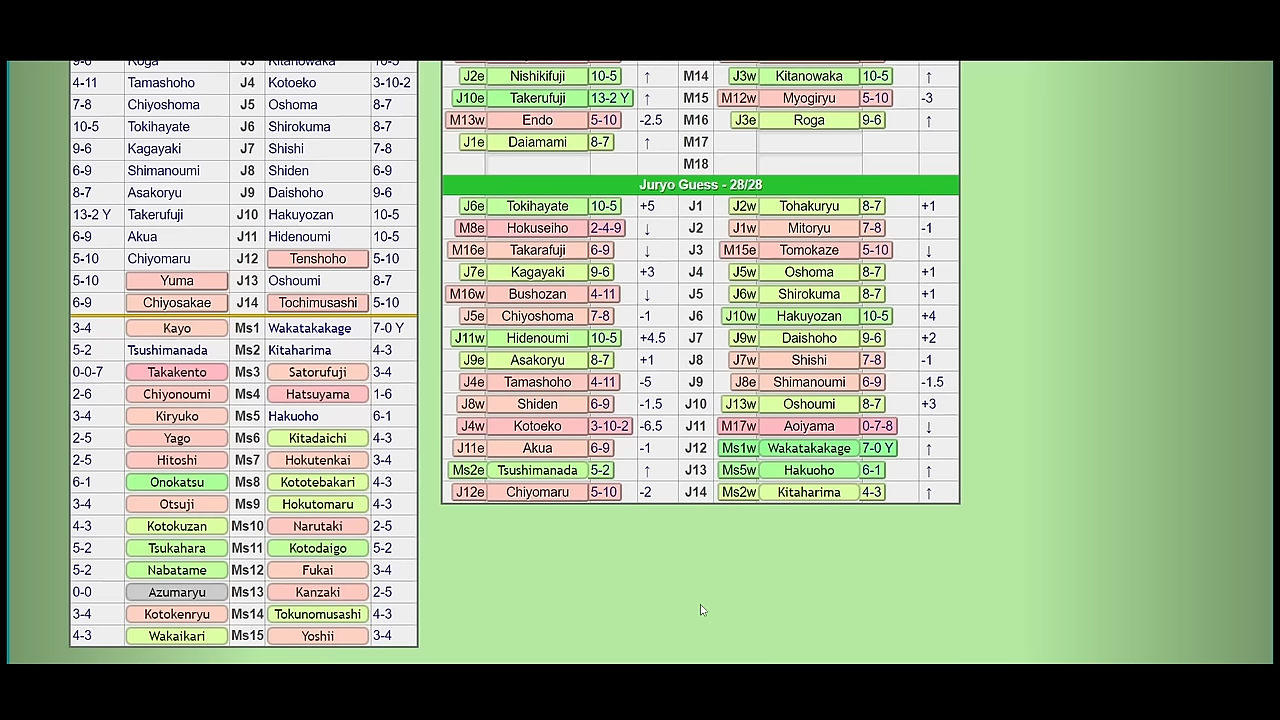 9-6 Roga J3 Kitanowaka 10-5
4-11 Tamashoho J4 Kotoeko 3-10-2
7-8 Chiyoshoma J5 Oshoma 8-7
10-5 Tokihayate J6 Shirokuma 8-7
9-6 Kagayaki J7 Shishi 7-8
6-9 Shimanoumi J8 Shiden 6-9
8-7 Asakoryu J9 Daishoho 9-6
13-2 Y Takerufuji J10 Hakuyozan 10-5
6-9 Akua J11 Hidenoumi 10-5
5-10 Chiyomaru J12 Tenshoho 5-10
5-10 Yuma J13 Oshoumi 8-7
6-9 Chiyosakae J14 Tochimusashi 5-10
3-4 Kayo Ms1 Wakatakakage 7-0 Y
5-2 Tsushimanada Ms2 Kitaharima 4-3
0-0-7 Takakento Ms3 Satorufuji 3-4
2-6 Chiyonoumi Ms4 Hatsuyama 1-6
3-4 Kiryuko Ms5 Hakuoho 6-1
2-5 Yago Ms6 Kitadaichi 4-3
2-5 Hitoshi Ms7 Hokutenkai 3-4
6-1 Onokatsu Ms8 Kototebakari 4-3
3-4 Otsuji Ms9 Hokutomaru 4-3
4-3 Kotokuzan Ms10 Narutaki 2-5
5-2 Tsukahara Ms11 Kotodaigo 5-2
5-2 Nabatame Ms12 Fukai 3-4
0-0 Azumaryu Ms13 Kanzaki 2-5
3-4 Kotokenryu Ms14 Tokunomusashi 4-3
4-3 Wakaikari Ms15 Yoshii 3-4
J2e Nishikifuji 10-5 ↑ M14 J3w Kitanowaka 10-5 ↑
J10e Takerufuji 13-2 Y ↑ M15 M12w Myogiryu 5-10 -3
M13w Endo 5-10 -2.5 M16 J3e Roga 9-6 ↑
J1e Daiamami 8-7 ↑ M17
M18
Juryo Guess - 28/28
J6e Tokihayate 10-5 +5 J1 J2w Tohakuryu 8-7 +1
M8e Hokuseiho 2-4-9 ↓ J2 J1w Mitoryu 7-8 -1
M16e Takarafuji 6-9 ↓ J3 M15e Tomokaze 5-10 ↓
J7e Kagayaki 9-6 +3 J4 J5w Oshoma 8-7 +1
M16w Bushozan 4-11 ↓ J5 J6w Shirokuma 8-7 +1
J5e Chiyoshoma 7-8 -1 J6 J10w Hakuyozan 10-5 +4
J11w Hidenoumi 10-5 +4.5 J7 J9w Daishoho 9-6 +2
J9e Asakoryu 8-7 +1 J8 J7w Shishi 7-8 -1
J4e Tamashoho 4-11 -5 J9 J8e Shimanoumi 6-9 -1.5
J8w Shiden 6-9 -1.5 J10 J13w Oshoumi 8-7 +3
J4w Kotoeko 3-10-2 -6.5 J11 M17w Aoiyama 0-7-8 ↓
J11e Akua 6-9 -1 J12 Ms1w Wakatakakage 7-0 Y ↑
Ms2e Tsushimanada 5-2 ↑ J13 Ms5w Hakuoho 6-1 ↑
J12e Chiyomaru 5-10 -2 J14 Ms2w Kitaharima 4-3 ↑